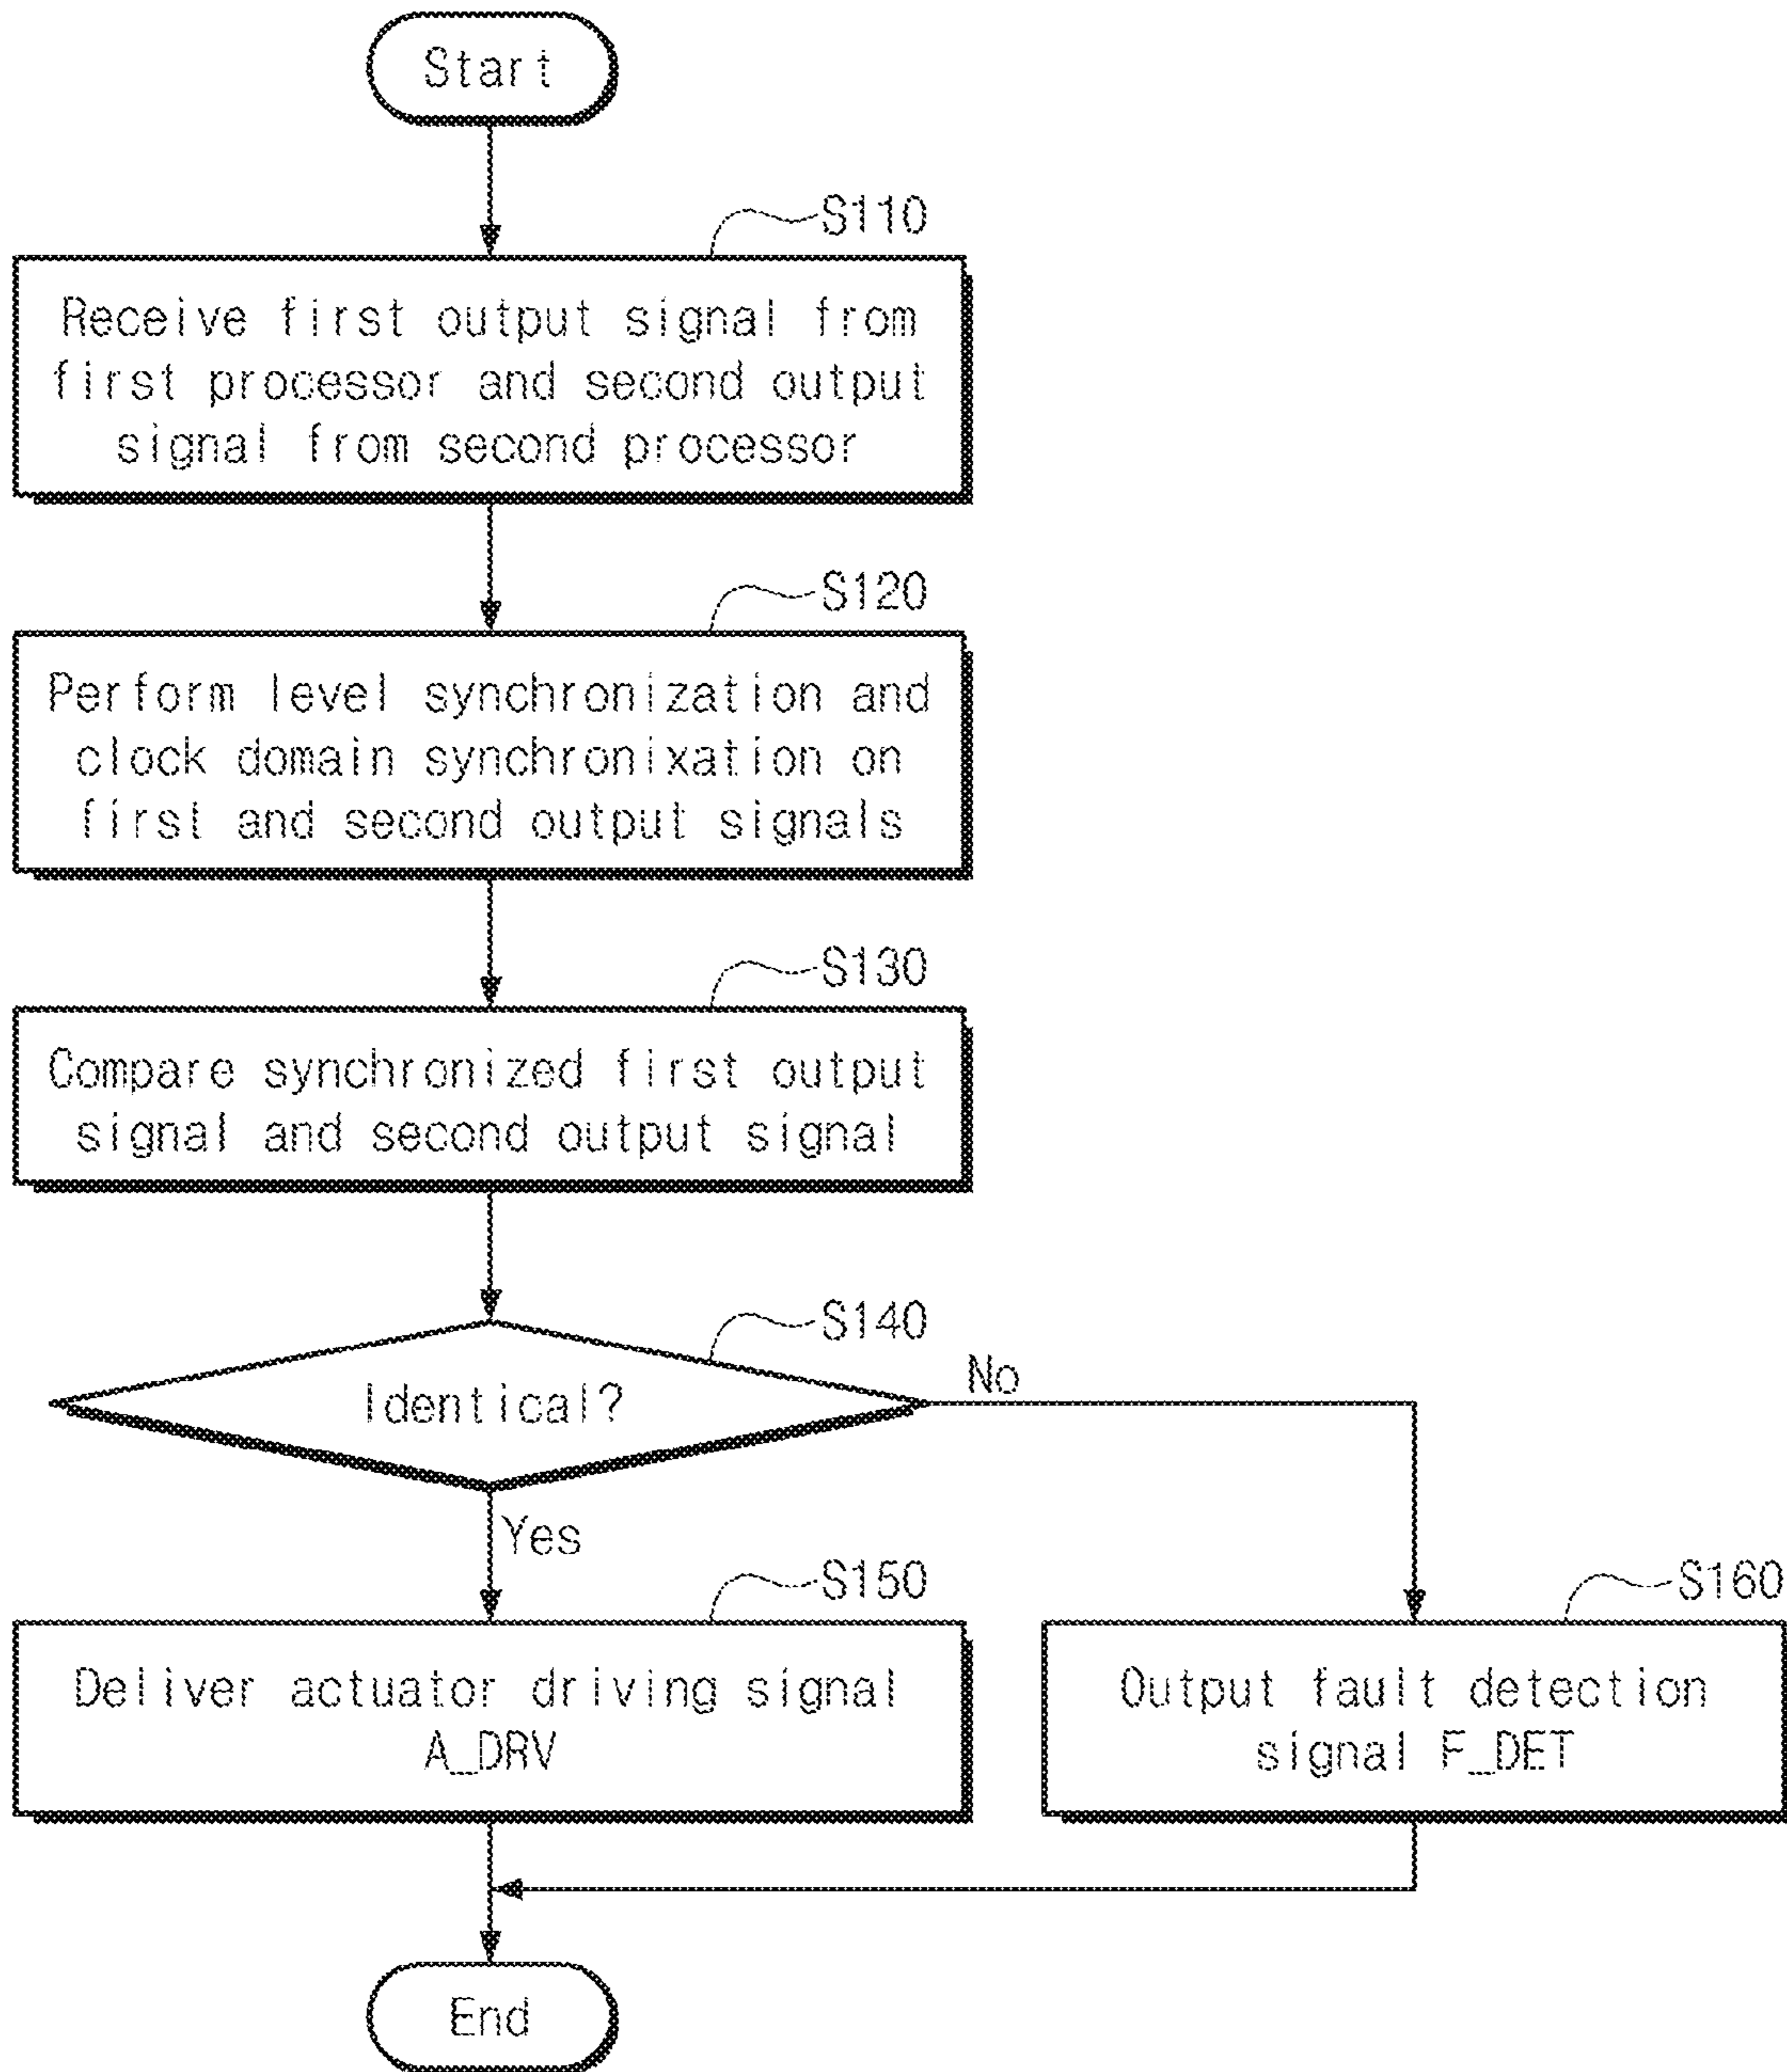 Start
S110
Receive first output signal from
first processor and second output
signal from second processor
S120
Perform level synchronization and
clock domain synchronixation on
first and second output signals
S130
Compare synchronized first output
signal and second output signal
S140
Identical?
No
Yes
S150
Deliver actuator driving signal
A_DRV
S160
Output fault detection
signal F_DET
End